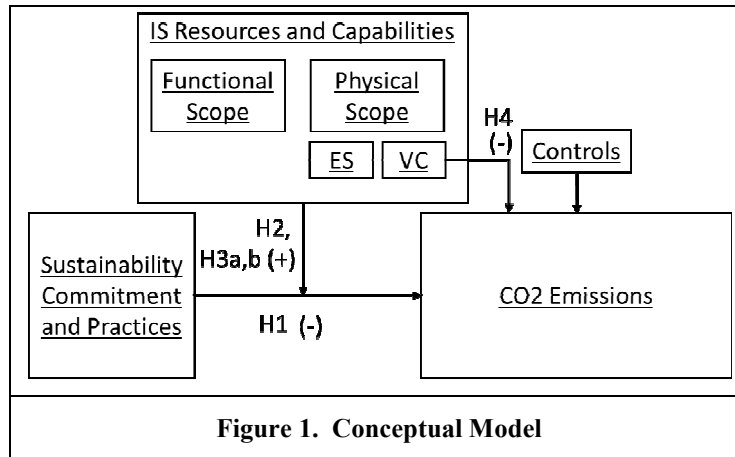 IS Resources and Capabilities
Functional
Scope
Physical
Scope
ES
VC
H4
(-)
Controls
H2,
H3a,b (+)
Sustainability
Commitment
and Practices
H1 (-)
CO2 Emissions
Figure 1. Conceptual Model